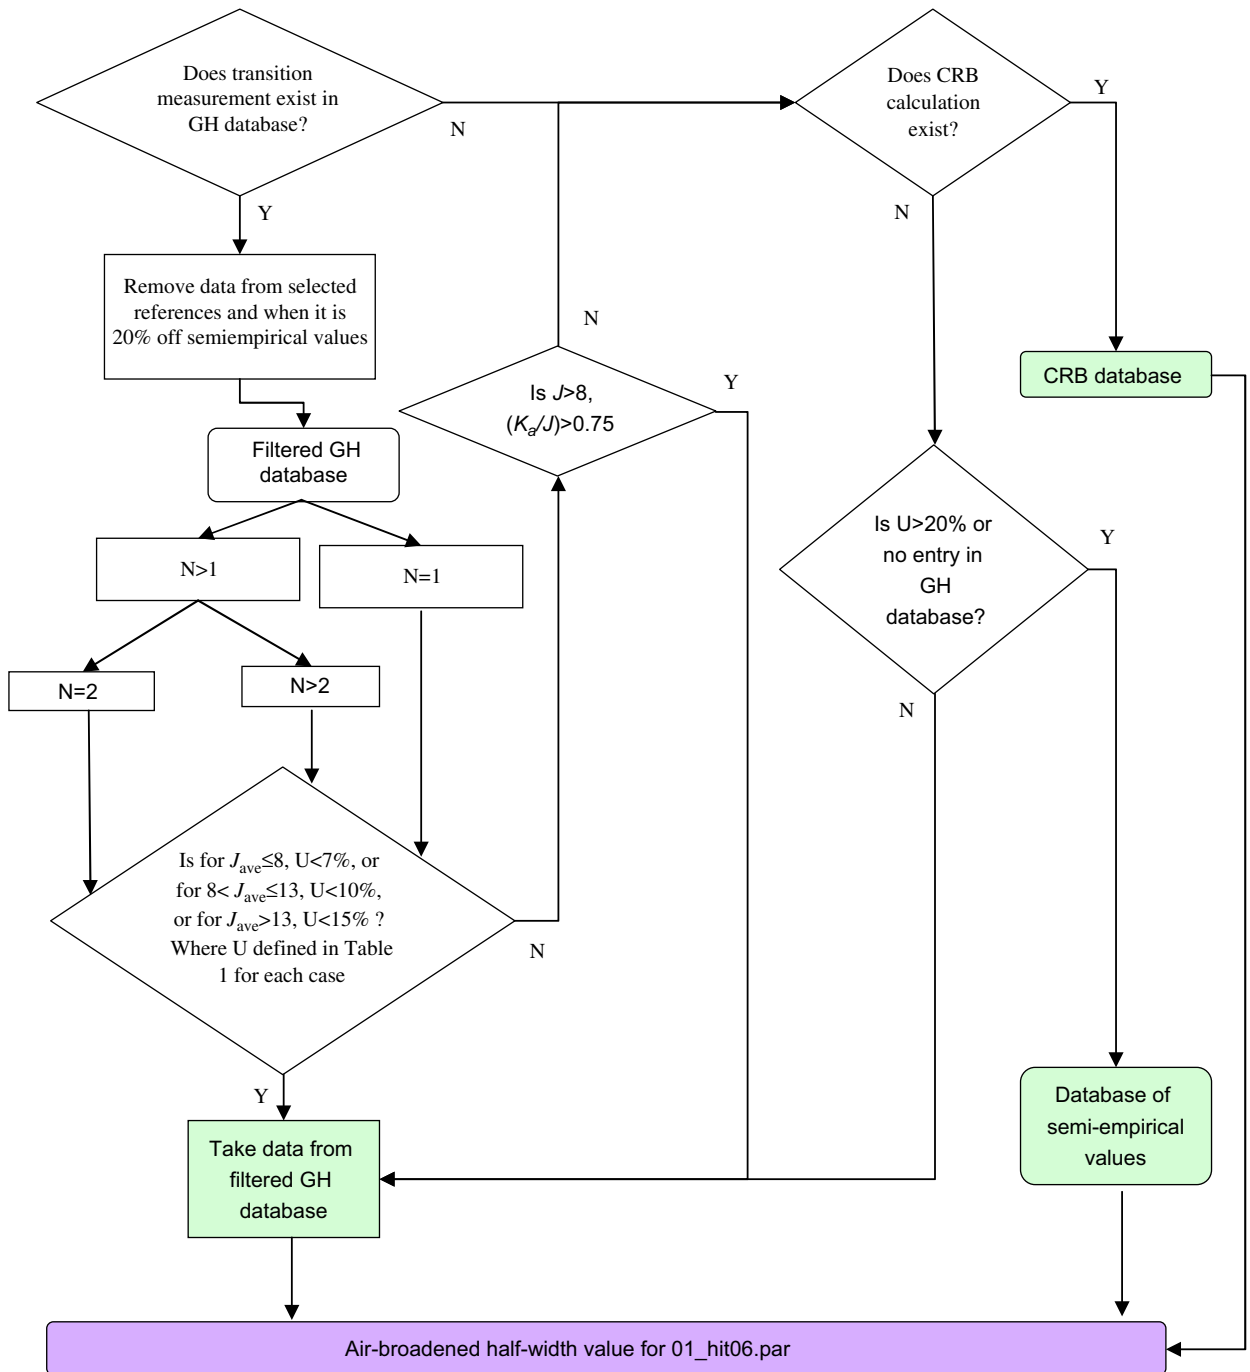 Does transition
measurement exist in
GH database?
N
Y
Does CRB
calculation
exist?
Y
N
Remove data from selected
references and when it is
20% off semiempirical values
N
Is J>8,
(Ka/J)>0.75
Y
CRB database
Filtered GH
database
N>1
N=1
Is U>20% or
no entry in
GH
database?
Y
N
N=2
N>2
Is for Jave≤8, U<7%, or
for 8< Jave≤13, U<10%,
or for Jave>13, U<15% ?
Where U defined in Table
1 for each case
N
Y
Take data from
filtered GH
database
Database of
semi-empirical
values
Air-broadened half-width value for 01_hit06.par